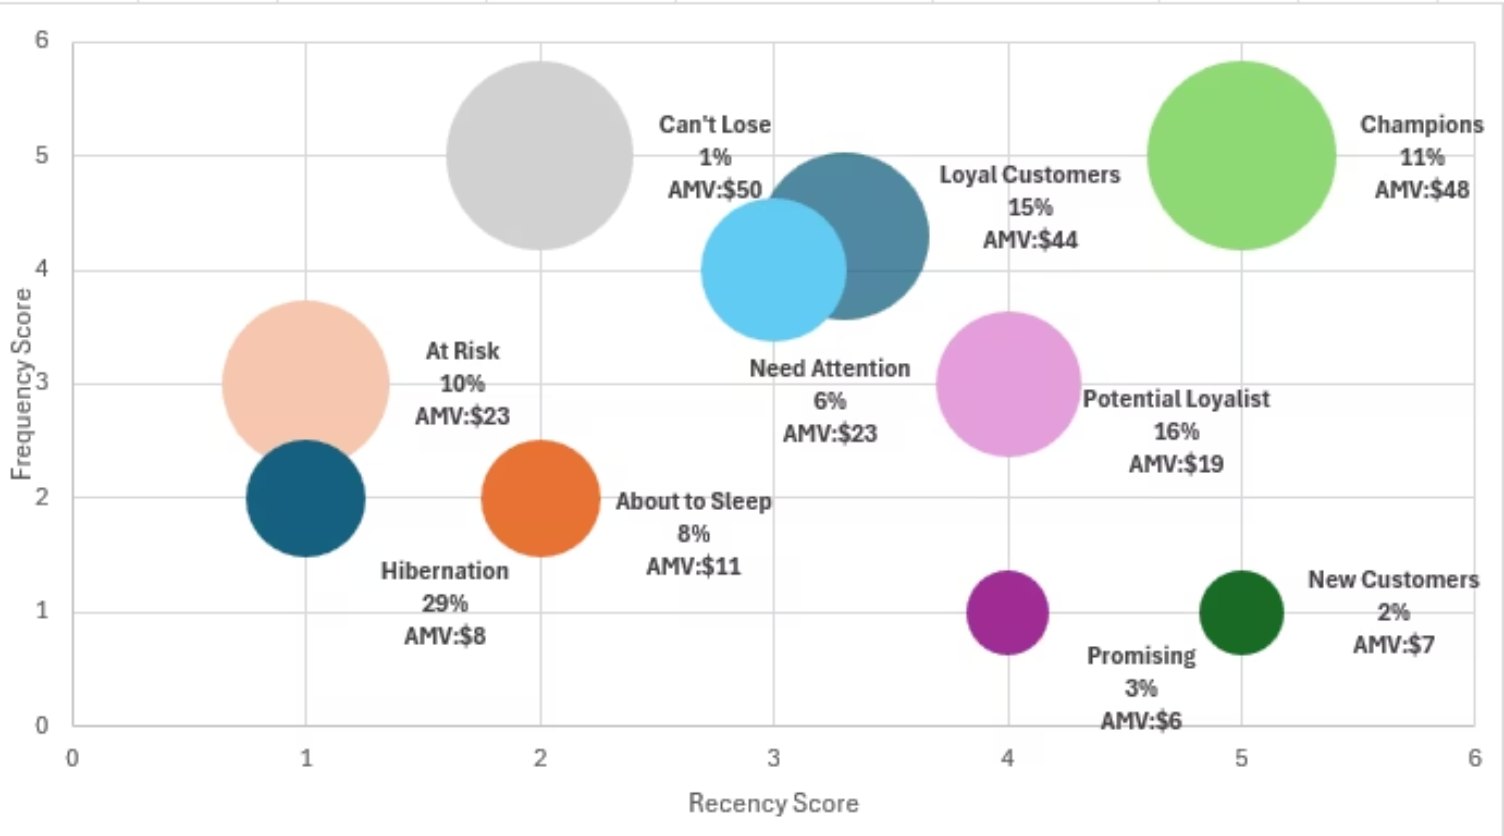 6
5
4
3
2
1
0
Frequency Score
Can't Lose
1%
AMV:$50
Champions
11%
AMV:$48
Loyal Customers
15%
AMV:$44
At Risk
10%
AMV:$23
Need Attention
6%
AMV:$23
Potential Loyalist
16%
AMV:$19
About to Sleep
8%
AMV:$11
Hibernation
29%
AMV:$8
New Customers
2%
AMV:$7
Promising
3%
AMV:$6
0 1 2 3 4 5 6
Recency Score